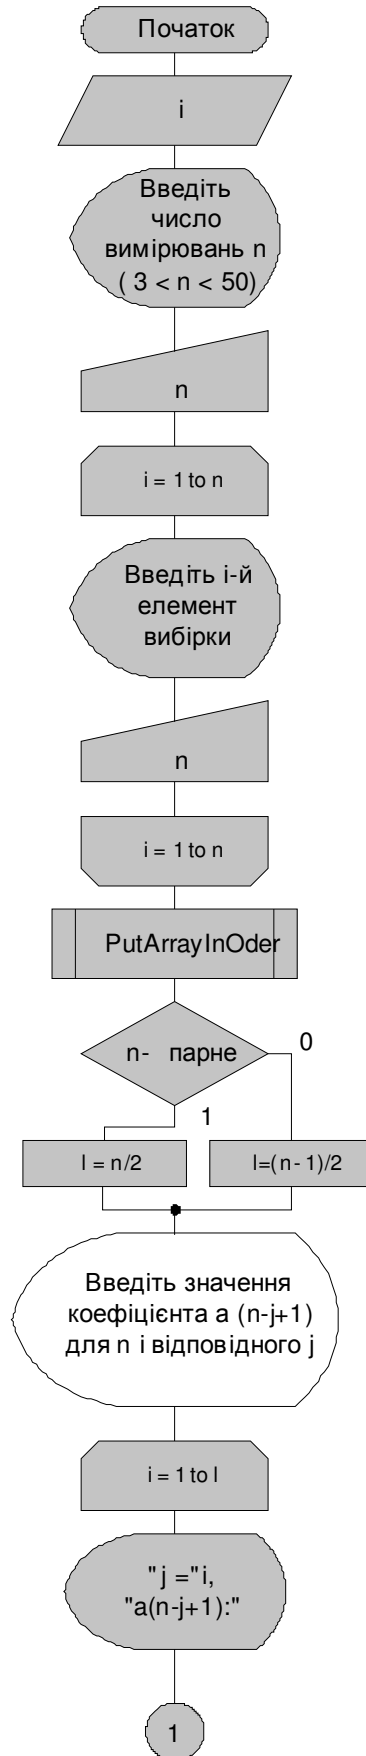 Початок
i
Введіть
число
вимірювань n
( 3 < n < 50)
n
i = 1 to n
Введіть i-й
елемент
вибірки
n
i = 1 to n
PutArrayInOder
n- парне
0
1
l = n/2
l=(n-1)/2
Введіть значення
коефіцієнта a (n-j+1)
для n і відповідного j
i = 1 to l
"j ="i,
"a(n-j+1):"
1